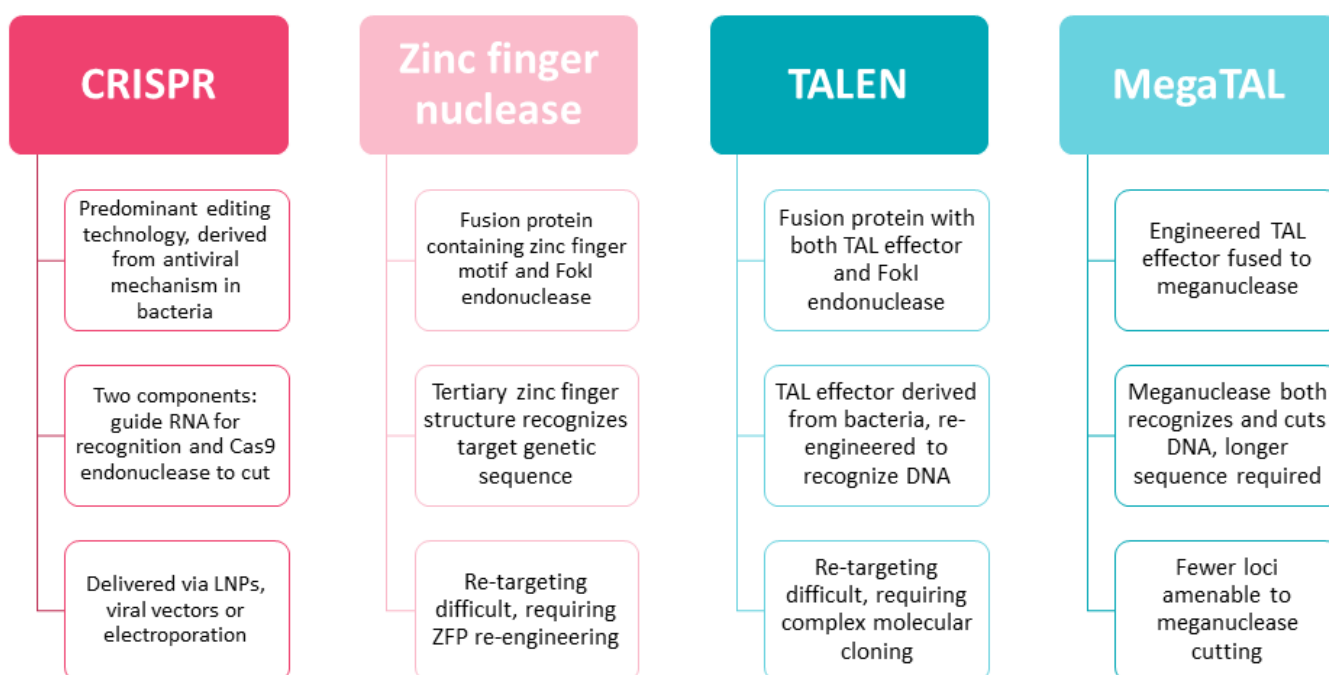 CRISPR
Predominant editing
technology, derived
from antiviral
mechanism in
bacteria
Two components:
guide RNA for
recognition and Cas9
endonuclease to cut
Delivered via LNPs,
viral vectors or
electroporation
Zinc finger
nuclease
Fusion protein
containing zinc finger
motif and FokI
endonuclease
Tertiary zinc finger
structure recognizes
target genetic
sequence
Re-targeting
difficult, requiring
ZFP re-engineering
TALEN
Fusion protein with
both TAL effector
and FokI
endonuclease
TAL effector derived
from bacteria, re-
engineered to
recognize DNA
Re-targeting
difficult, requiring
complex molecular
cloning
MegaTAL
Engineered TAL
effector fused to
meganuclease
Meganuclease both
recognizes and cuts
DNA, longer
sequence required
Fewer loci
amenable to
meganuclease
cutting